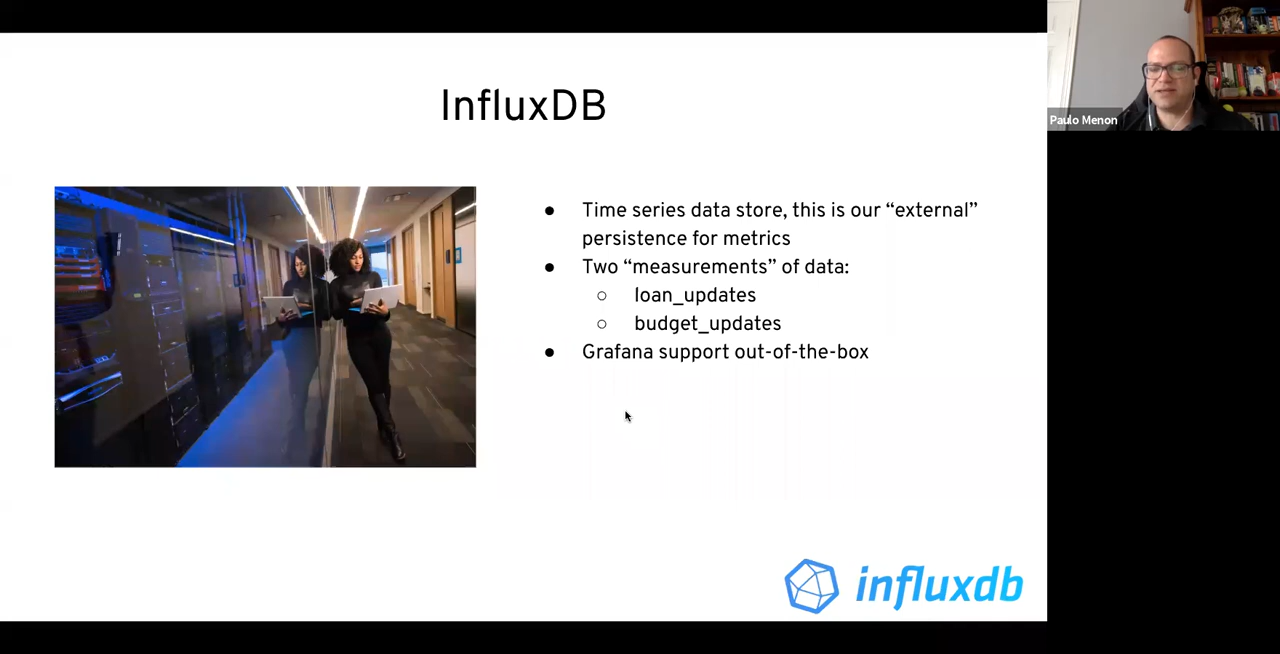 InfluxDB
Paulo Menon
● Time series data store, this is our “external”
persistence for metrics
● Two “measurements” of data:
○ loan_updates
○ budget_updates
● Grafana support out-of-the-box
influxdb